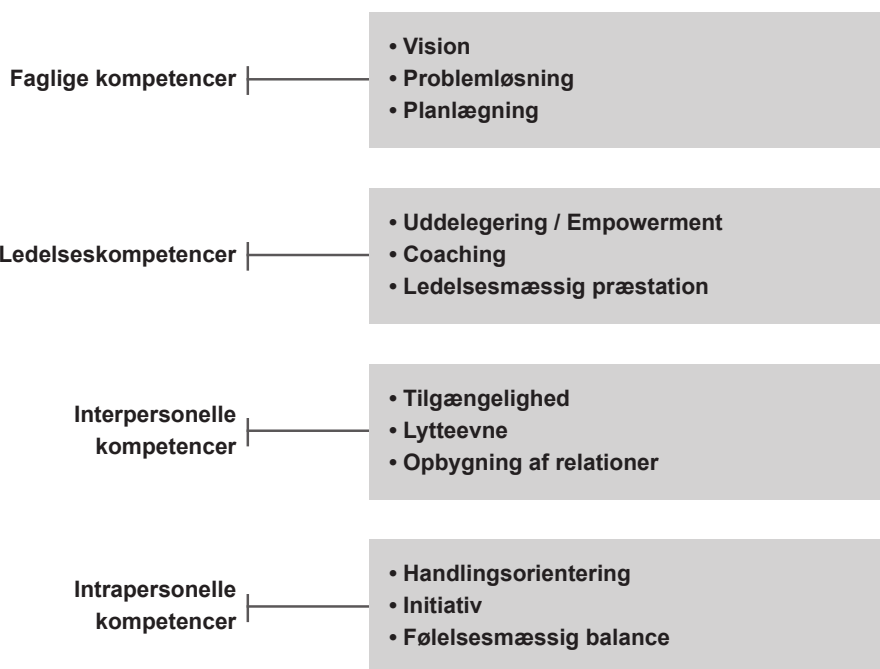 Faglige kompetencer
• Vision
• Problemløsning
• Planlægning
Ledelseskompetencer
• Uddelegering / Empowerment
• Coaching
• Ledelsesmæssig præstation
Interpersonelle
kompetencer
• Tilgængelighed
• Lytteevne
• Opbygning af relationer
Intrapersonelle
kompetencer
• Handlingsorientering
• Initiativ
• Følelsesmæssig balance